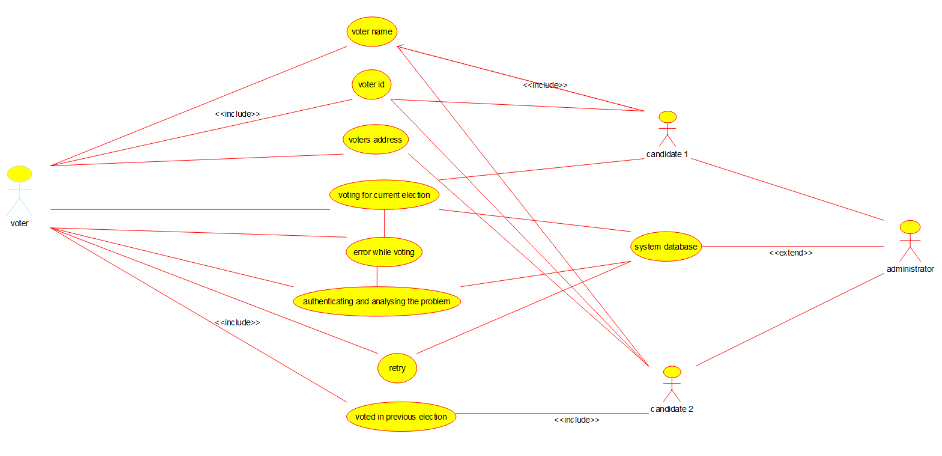 voter name
voter id
<<include>>
<<include>>
voters address
candidate 1
voter
voting for current election
error while voting
system database
<<extend>>
administrator
authenticating and analysing the problem
<<include>>
retry
voted in previous election
candidate 2
<<include>>